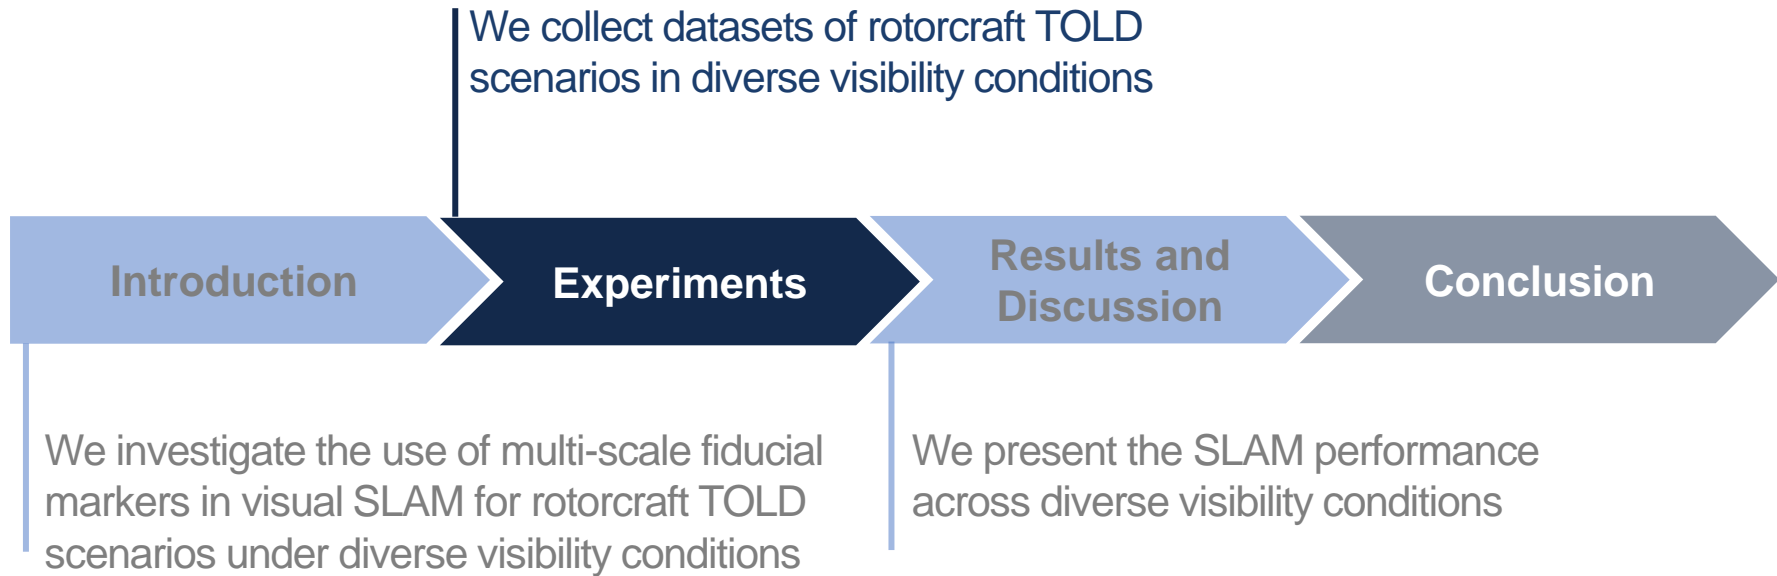 We collect datasets of rotorcraft TOLD
scenarios in diverse visibility conditions
Introduction
Experiments
Results and
Discussion
Conclusion
We investigate the use of multi-scale fiducial
markers in visual SLAM for rotorcraft TOLD
scenarios under diverse visibility conditions
We present the SLAM performance
across diverse visibility conditions